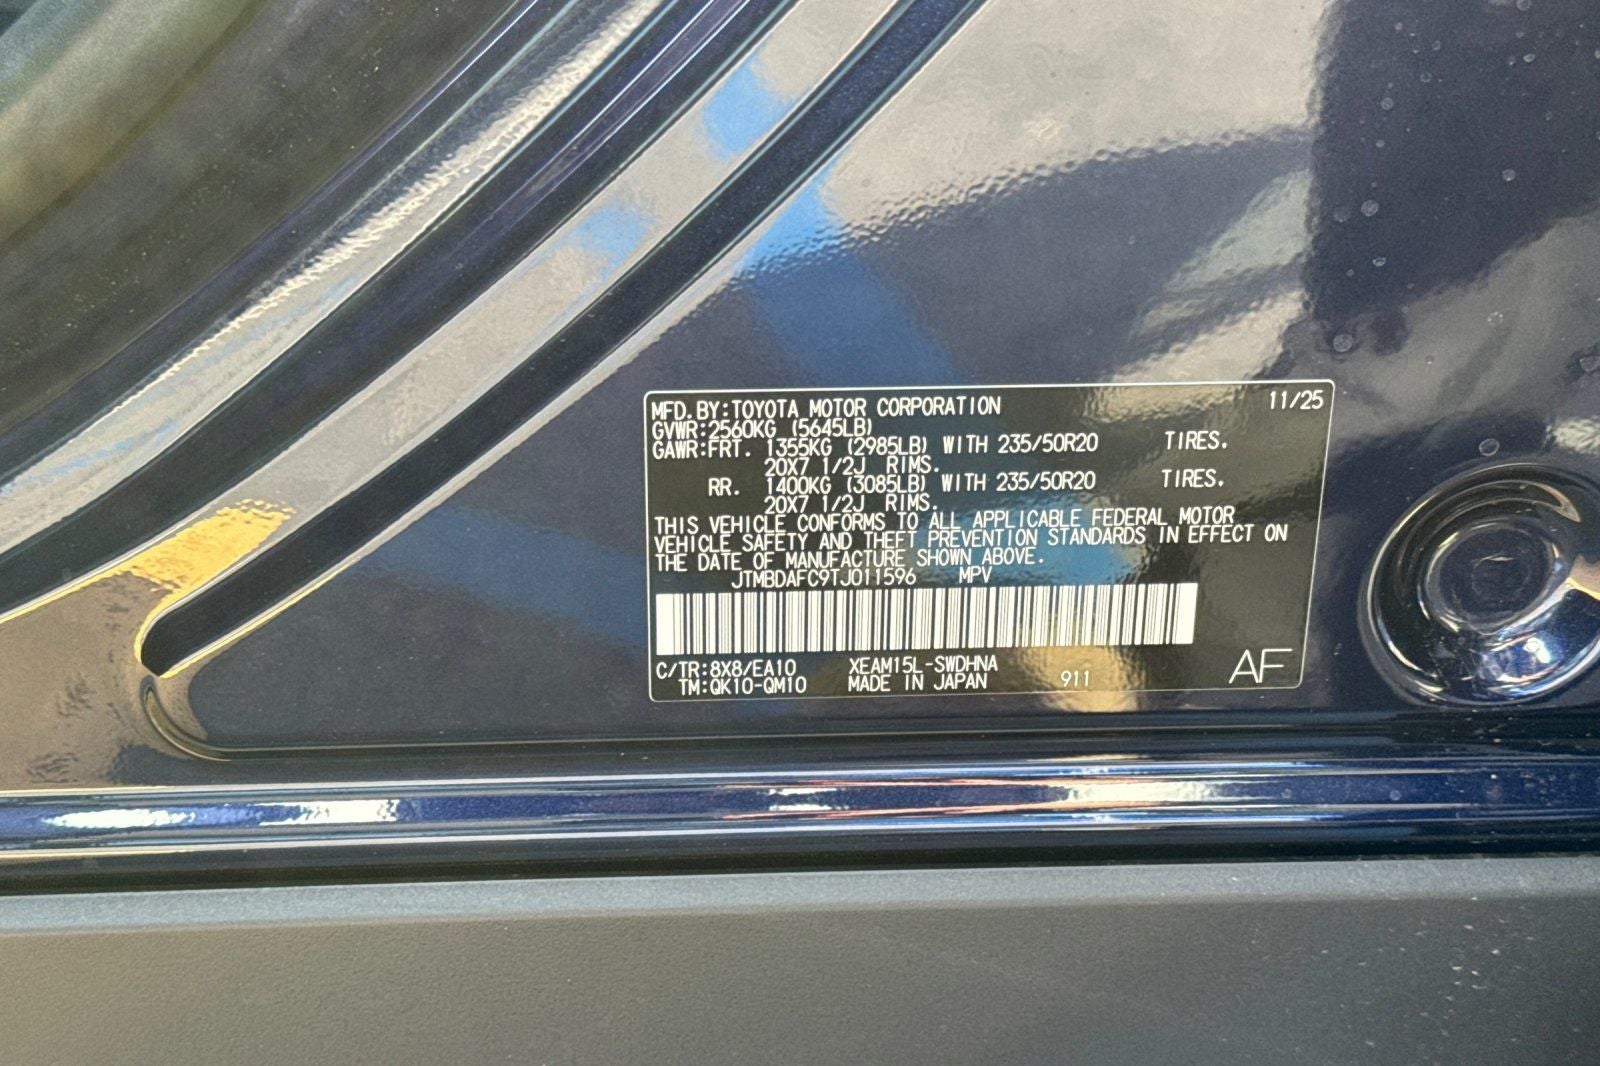 MFD.BY:TOYOTA MOTOR CORPORATION 11/25
GVWR:2560KG (5645LB)
GAWR:FRT. 1355KG (2985LB) WITH 235/50R20 TIRES.
20X7 1/2J RIMS.
RR. 1400KG (3085LB) WITH 235/50R20 TIRES.
20X7 1/2J RIMS.
THIS VEHICLE CONFORMS TO ALL APPLICABLE FEDERAL MOTOR
VEHICLE SAFETY AND THEFT PREVENTION STANDARDS IN EFFECT ON
THE DATE OF MANUFACTURE SHOWN ABOVE.
JTMBDAFC9TJ011596 MPV
C/TR:8X8/EA10 XEAM15L-SWDHNA
TM:QK10-QM10 MADE IN JAPAN 911 AF